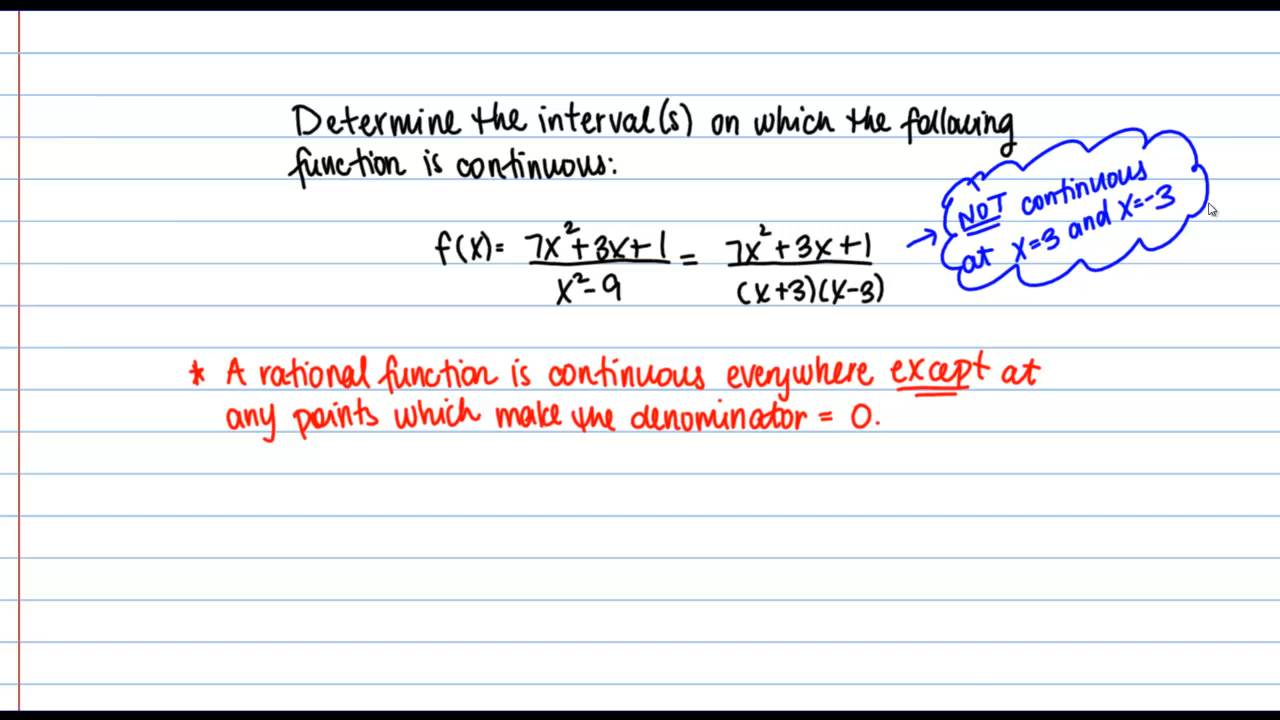 Determine the interval(s) on which the following
function is continuous:
f(x) = 7x²+3x+1 / x²-9 = 7x²+3x+1 / (x+3)(x-3)
→ NOT continuous
at x=3 and x=-3
* A rational function is continuous everywhere except at
any points which make the denominator = 0.